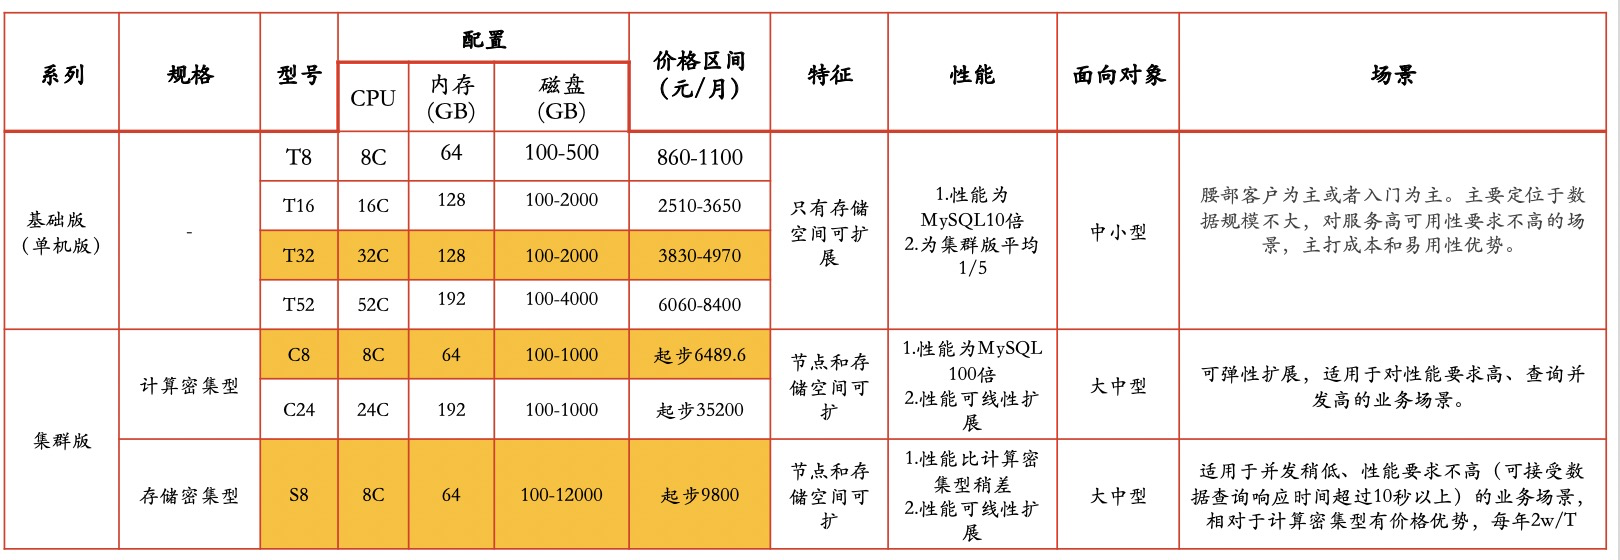 系列
规格
型号
配置
CPU
内存
(GB)
磁盘
(GB)
价格区间
（元/月）
特征
性能
面向对象
场景
基础版
（单机版）
-
T8
8C
64
100-500
860-1100
T16
16C
128
100-2000
2510-3650
T32
32C
128
100-2000
3830-4970
T52
52C
192
100-4000
6060-8400
只有存储
空间可扩
展
1.性能为
MySQL10倍
2.为集群版平均
1/5
中小型
腰部客户为主或者入门为主。主要定位于数
据规模不大，对服务高可用性要求不高的场
景，主打成本和易用性优势。
集群版
计算密集型
C8
8C
64
100-1000
起步6489.6
C24
24C
192
100-1000
起步35200
节点和存
储空间可
扩
1.性能为MySQL
100倍
2.性能可线性扩
展
大中型
可弹性扩展，适用于对性能要求高、查询并
发高的业务场景。
存储密集型
S8
8C
64
100-12000
起步9800
节点和存
储空间可
扩
1.性能比计算密
集型稍差
2.性能可线性扩
展
大中型
适用于并发稍低、性能要求不高（可接受数
据查询响应时间超过10秒以上）的业务场景，
相对于计算密集型有价格优势，每年2w/T